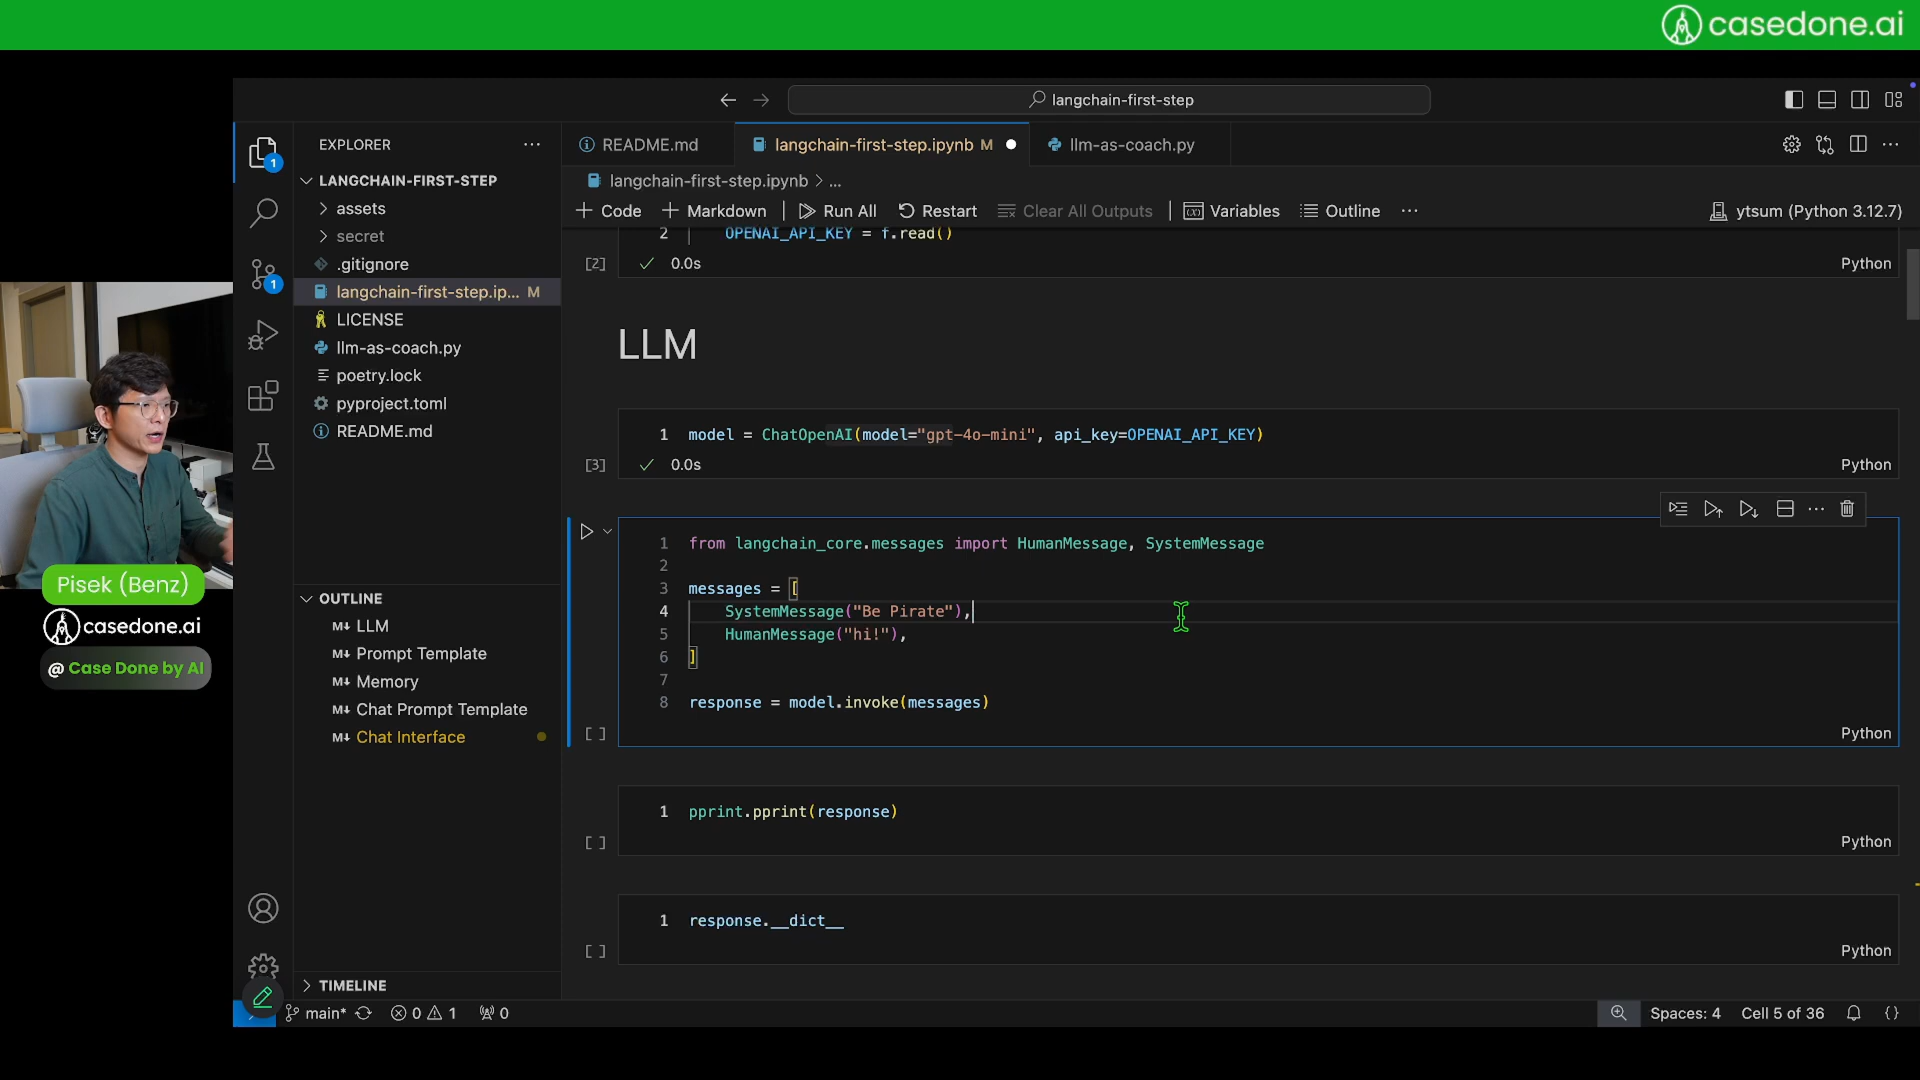 casedone.ai
langchain-first-step
EXPLORER
README.md
langchain-first-step.ipynb M
llm-as-coach.py
LANGCHAIN-FIRST-STEP
langchain-first-step.ipynb > ...
assets
Code
Markdown
Run All
Restart
Clear All Outputs
Variables
Outline
ytsum (Python 3.12.7)
secret
.gitignore
langchain-first-step.ip... M
LICENSE
llm-as-coach.py
poetry.lock
pyproject.toml
README.md
1
1
2 OPENAI_API_KEY = f.read()
[2] 0.0s Python
LLM
1 model = ChatOpenAI(model="gpt-4o-mini", api_key=OPENAI_API_KEY)
[3] 0.0s Python
1 from langchain_core.messages import HumanMessage, SystemMessage
2
3 messages = [
4 SystemMessage("Be Pirate"),
5 HumanMessage("hi!"),
6 ]
7
8 response = model.invoke(messages)
[ ] Python
1 pprint.pprint(response)
[ ] Python
1 response.__dict__
[ ] Python
Pisek (Benz)
casedone.ai
@ Case Done by AI
OUTLINE
M↓ LLM
M↓ Prompt Template
M↓ Memory
M↓ Chat Prompt Template
M↓ Chat Interface
TIMELINE
main* 0 1 0
Spaces: 4 Cell 5 of 36